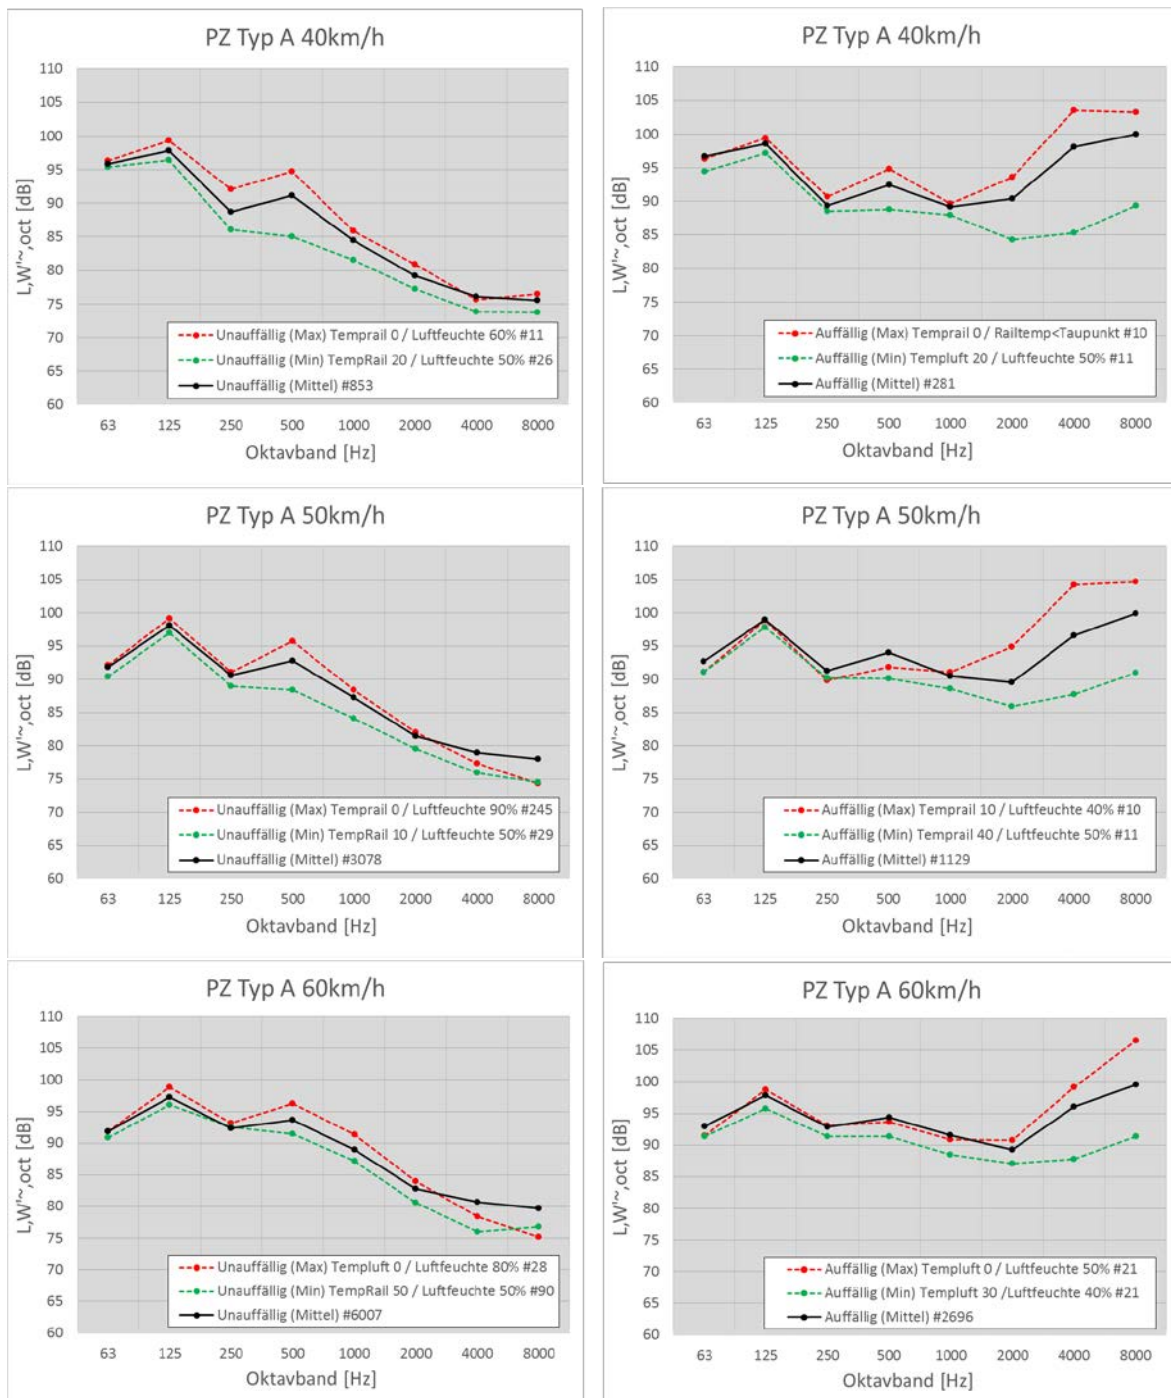 PZ Typ A 40km/h
L,W'~,oct [dB]
110
105
100
95
90
85
80
75
70
65
60
Unauffällig (Max) Temprail 0 / Luftfeuchte 60% #11
Unauffällig (Min) TempRail 20 / Luftfeuchte 50% #26
Unauffällig (Mittel) #853
63 125 250 500 1000 2000 4000 8000
Oktavband [Hz]
PZ Typ A 40km/h
L,W'~,oct [dB]
110
105
100
95
90
85
80
75
70
65
60
Auffällig (Max) Temprail 0 / Railtemp<Taupunkt #10
Auffällig (Min) Templuft 20 / Luftfeuchte 50% #11
Auffällig (Mittel) #281
63 125 250 500 1000 2000 4000 8000
Oktavband [Hz]
PZ Typ A 50km/h
L,W'~,oct [dB]
110
105
100
95
90
85
80
75
70
65
60
Unauffällig (Max) Temprail 0 / Luftfeuchte 90% #245
Unauffällig (Min) TempRail 10 / Luftfeuchte 50% #29
Unauffällig (Mittel) #3078
63 125 250 500 1000 2000 4000 8000
Oktavband [Hz]
PZ Typ A 50km/h
L,W'~,oct [dB]
110
105
100
95
90
85
80
75
70
65
60
Auffällig (Max) Temprail 10 / Luftfeuchte 40% #10
Auffällig (Min) Temprail 40 / Luftfeuchte 50% #11
Auffällig (Mittel) #1129
63 125 250 500 1000 2000 4000 8000
Oktavband [Hz]
PZ Typ A 60km/h
L,W'~,oct [dB]
110
105
100
95
90
85
80
75
70
65
60
Unauffällig (Max) Templuft 0 / Luftfeuchte 80% #28
Unauffällig (Min) TempRail 50 / Luftfeuchte 50% #90
Unauffällig (Mittel) #6007
63 125 250 500 1000 2000 4000 8000
Oktavband [Hz]
PZ Typ A 60km/h
L,W'~,oct [dB]
110
105
100
95
90
85
80
75
70
65
60
Auffällig (Max) Templuft 0 / Luftfeuchte 50% #21
Auffällig (Min) Templuft 30 /Luftfeuchte 40% #21
Auffällig (Mittel) #2696
63 125 250 500 1000 2000 4000 8000
Oktavband [Hz]